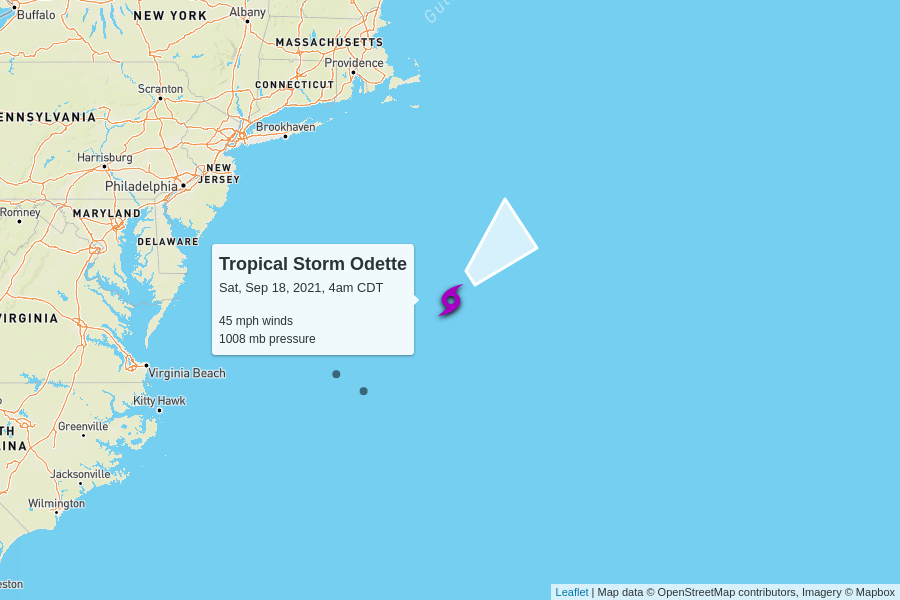 Buffalo
NEW YORK
Albany
Gu
MASSACHUSETTS
Providence
CONNECTICUT
Scranton
ENNSYLVANIA
Brookhaven
Harrisburg
NEW
JERSEY
Philadelphia
Romney
MARYLAND
DELAWARE
Tropical Storm Odette
Sat, Sep 18, 2021, 4am CDT
45 mph winds
1008 mb pressure
VIRGINIA
Virginia Beach
Kitty Hawk
Greenville
TH
INA
Jacksonville
Wilmington
eston
Leaflet | Map data © OpenStreetMap contributors, Imagery © Mapbox